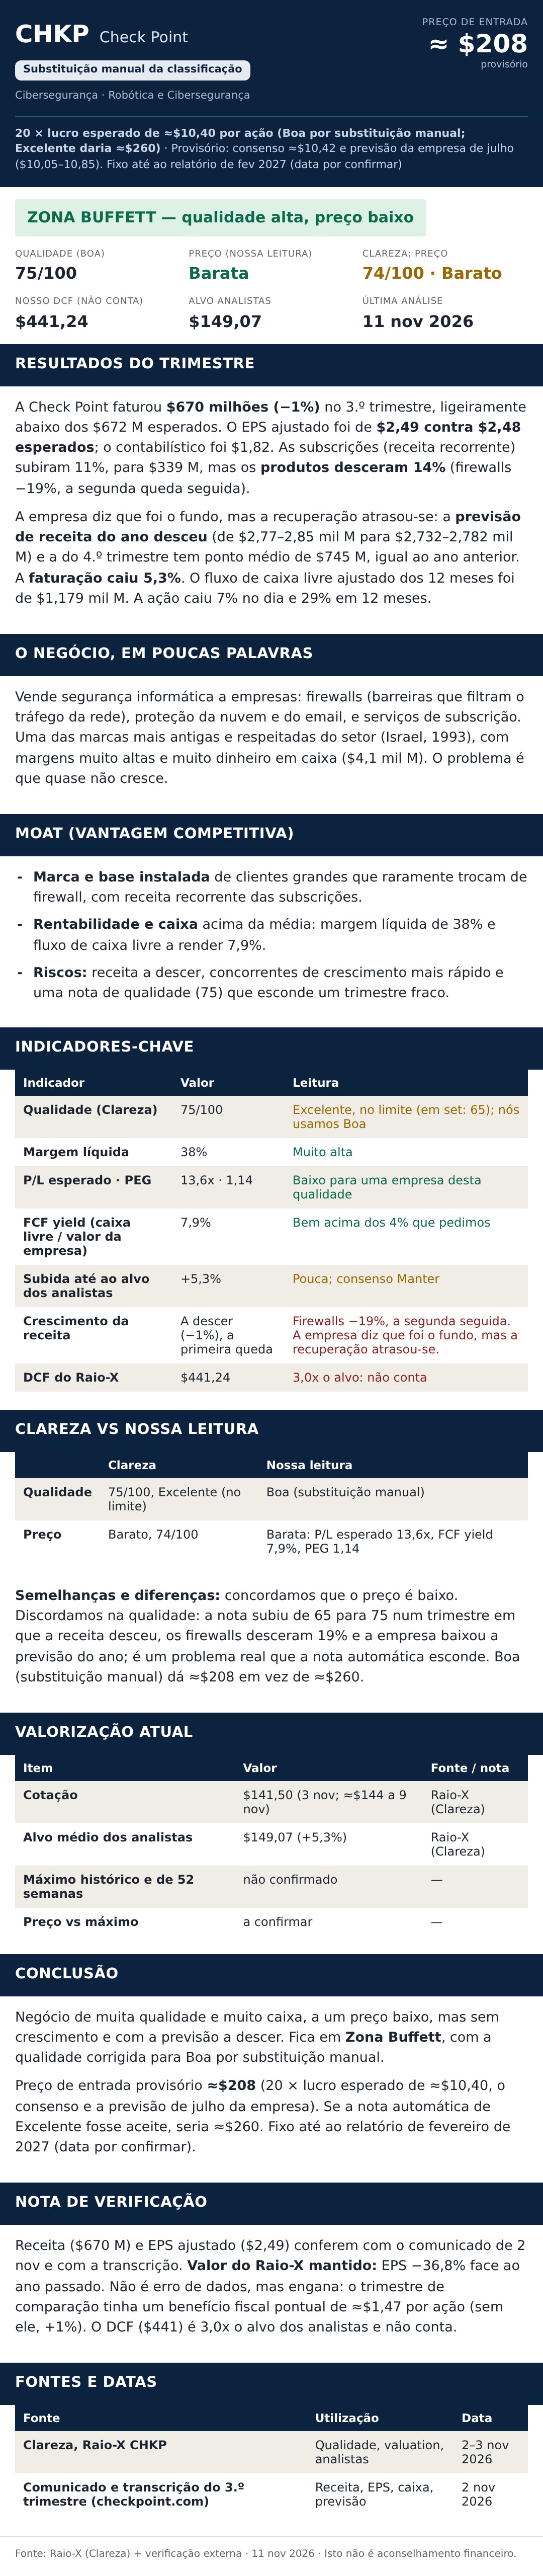 CHKP Check Point
PREÇO DE ENTRADA
≈ $208
provisório
Substituição manual da classificação
Cibersegurança · Robótica e Cibersegurança
20 × lucro esperado de ≈$10,40 por ação (Boa por substituição manual;
Excelente daria ≈$260) · Provisório: consenso ≈$10,42 e previsão da empresa de julho
($10,05–10,85). Fixo até ao relatório de fev 2027 (data por confirmar)
ZONA BUFFETT — qualidade alta, preço baixo
QUALIDADE (BOA)
75/100
PREÇO (NOSSA LEITURA)
Barata
CLAREZA: PREÇO
74/100 · Barato
NOSSO DCF (NÃO CONTA)
$441,24
ALVO ANALISTAS
$149,07
ÚLTIMA ANÁLISE
11 nov 2026
RESULTADOS DO TRIMESTRE
A Check Point faturou $670 milhões (−1%) no 3.º trimestre, ligeiramente
abaixo dos $672 M esperados. O EPS ajustado foi de $2,49 contra $2,48
esperados; o contabilístico foi $1,82. As subscrições (receita recorrente)
subiram 11%, para $339 M, mas os produtos desceram 14% (firewalls
−19%, a segunda queda seguida).
A empresa diz que foi o fundo, mas a recuperação atrasou-se: a previsão
de receita do ano desceu (de $2,77–2,85 mil M para $2,732–2,782 mil
M) e a do 4.º trimestre tem ponto médio de $745 M, igual ao ano anterior.
A faturação caiu 5,3%. O fluxo de caixa livre ajustado dos 12 meses foi
de $1,179 mil M. A ação caiu 7% no dia e 29% em 12 meses.
O NEGÓCIO, EM POUCAS PALAVRAS
Vende segurança informática a empresas: firewalls (barreiras que filtram o
tráfego da rede), proteção da nuvem e do email, e serviços de subscrição.
Uma das marcas mais antigas e respeitadas do setor (Israel, 1993), com
margens muito altas e muito dinheiro em caixa ($4,1 mil M). O problema é
que quase não cresce.
MOAT (VANTAGEM COMPETITIVA)
- Marca e base instalada de clientes grandes que raramente trocam de
firewall, com receita recorrente das subscrições.
- Rentabilidade e caixa acima da média: margem líquida de 38% e
fluxo de caixa livre a render 7,9%.
- Riscos: receita a descer, concorrentes de crescimento mais rápido e
uma nota de qualidade (75) que esconde um trimestre fraco.
INDICADORES-CHAVE
Indicador Valor Leitura
Qualidade (Clareza) 75/100 Excelente, no limite (em set: 65); nós
usamos Boa
Margem líquida 38% Muito alta
P/L esperado · PEG 13,6x · 1,14 Baixo para uma empresa desta
qualidade
FCF yield (caixa 7,9% Bem acima dos 4% que pedimos
livre / valor da
empresa)
Subida até ao alvo +5,3% Pouca; consenso Manter
dos analistas
Crescimento da A descer Firewalls −19%, a segunda seguida.
receita (−1%), a A empresa diz que foi o fundo, mas a
primeira queda recuperação atrasou-se.
DCF do Raio-X $441,24 3,0x o alvo: não conta
CLAREZA VS NOSSA LEITURA
Clareza Nossa leitura
Qualidade 75/100, Excelente (no Boa (substituição manual)
limite)
Preço Barato, 74/100 Barata: P/L esperado 13,6x, FCF yield
7,9%, PEG 1,14
Semelhanças e diferenças: concordamos que o preço é baixo.
Discordamos na qualidade: a nota subiu de 65 para 75 num trimestre em
que a receita desceu, os firewalls desceram 19% e a empresa baixou a
previsão do ano; é um problema real que a nota automática esconde. Boa
(substituição manual) dá ≈$208 em vez de ≈$260.
VALORIZAÇÃO ATUAL
Item Valor Fonte / nota
Cotação $141,50 (3 nov; ≈$144 a 9 Raio-X
nov) (Clareza)
Alvo médio dos analistas $149,07 (+5,3%) Raio-X
(Clareza)
Máximo histórico e de 52 não confirmado —
semanas
Preço vs máximo a confirmar —
CONCLUSÃO
Negócio de muita qualidade e muito caixa, a um preço baixo, mas sem
crescimento e com a previsão a descer. Fica em Zona Buffett, com a
qualidade corrigida para Boa por substituição manual.
Preço de entrada provisório ≈$208 (20 × lucro esperado de ≈$10,40, o
consenso e a previsão de julho da empresa). Se a nota automática de
Excelente fosse aceite, seria ≈$260. Fixo até ao relatório de fevereiro de
2027 (data por confirmar).
NOTA DE VERIFICAÇÃO
Receita ($670 M) e EPS ajustado ($2,49) conferem com o comunicado de 2
nov e com a transcrição. Valor do Raio-X mantido: EPS −36,8% face ao
ano passado. Não é erro de dados, mas engana: o trimestre de
comparação tinha um benefício fiscal pontual de ≈$1,47 por ação (sem
ele, +1%). O DCF ($441) é 3,0x o alvo dos analistas e não conta.
FONTES E DATAS
Fonte Utilização Data
Clareza, Raio-X CHKP Qualidade, valuation, 2–3 nov
analistas 2026
Comunicado e transcrição do 3.º Receita, EPS, caixa, 2 nov
trimestre (checkpoint.com) previsão 2026
Fonte: Raio-X (Clareza) + verificação externa · 11 nov 2026 · Isto não é aconselhamento financeiro.